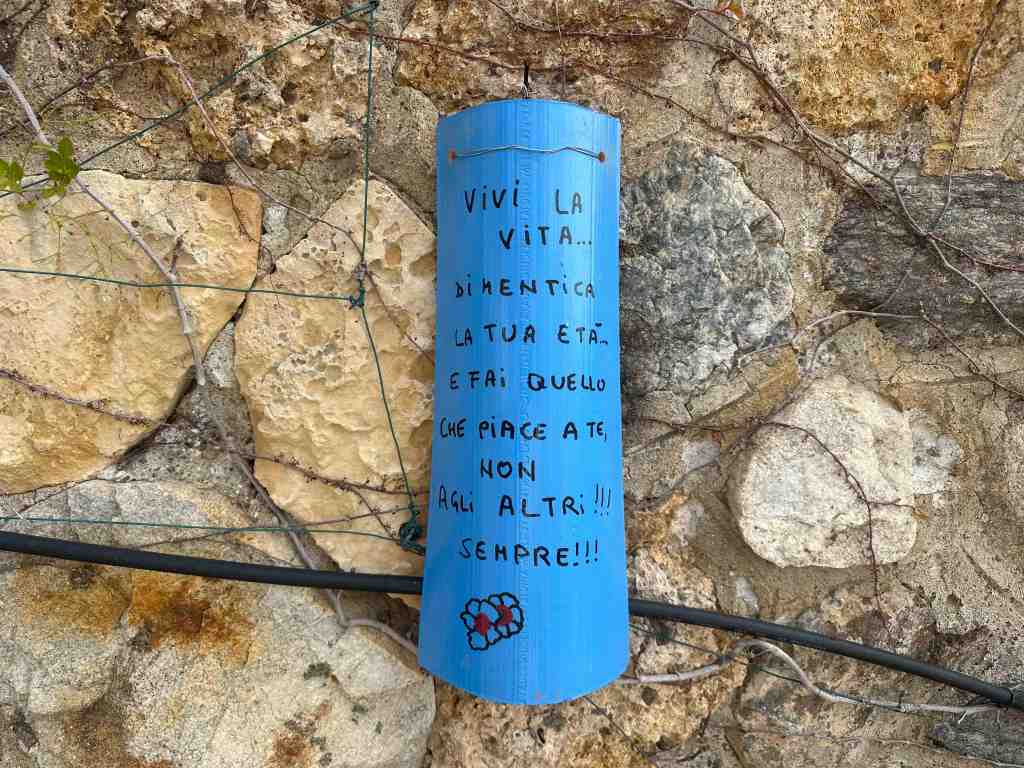 ViVi LA
ViTA...
DiMENTiCA
LA TUA ETÀ...
E FAi QUELLO
CHE PiACE A TE,
NON
AGLi ALTRi!!!
SEMPRE!!!